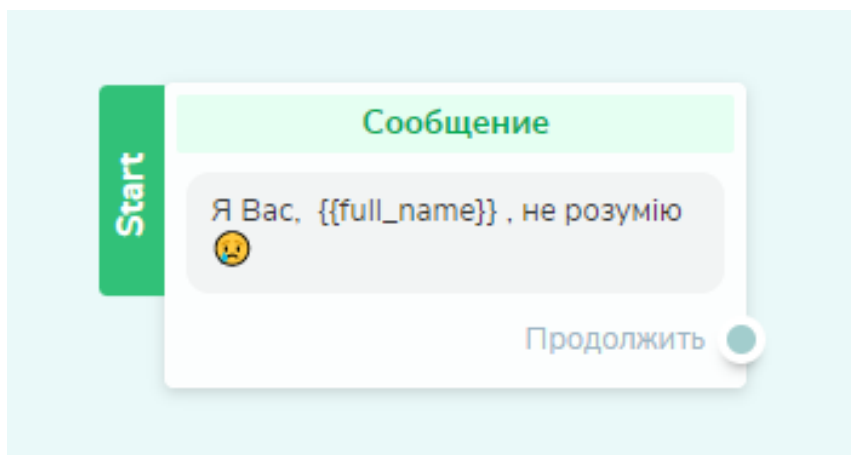 Сообщение
Start
Я Вас,  {{full_name}} , не розумію
😢
Продолжить